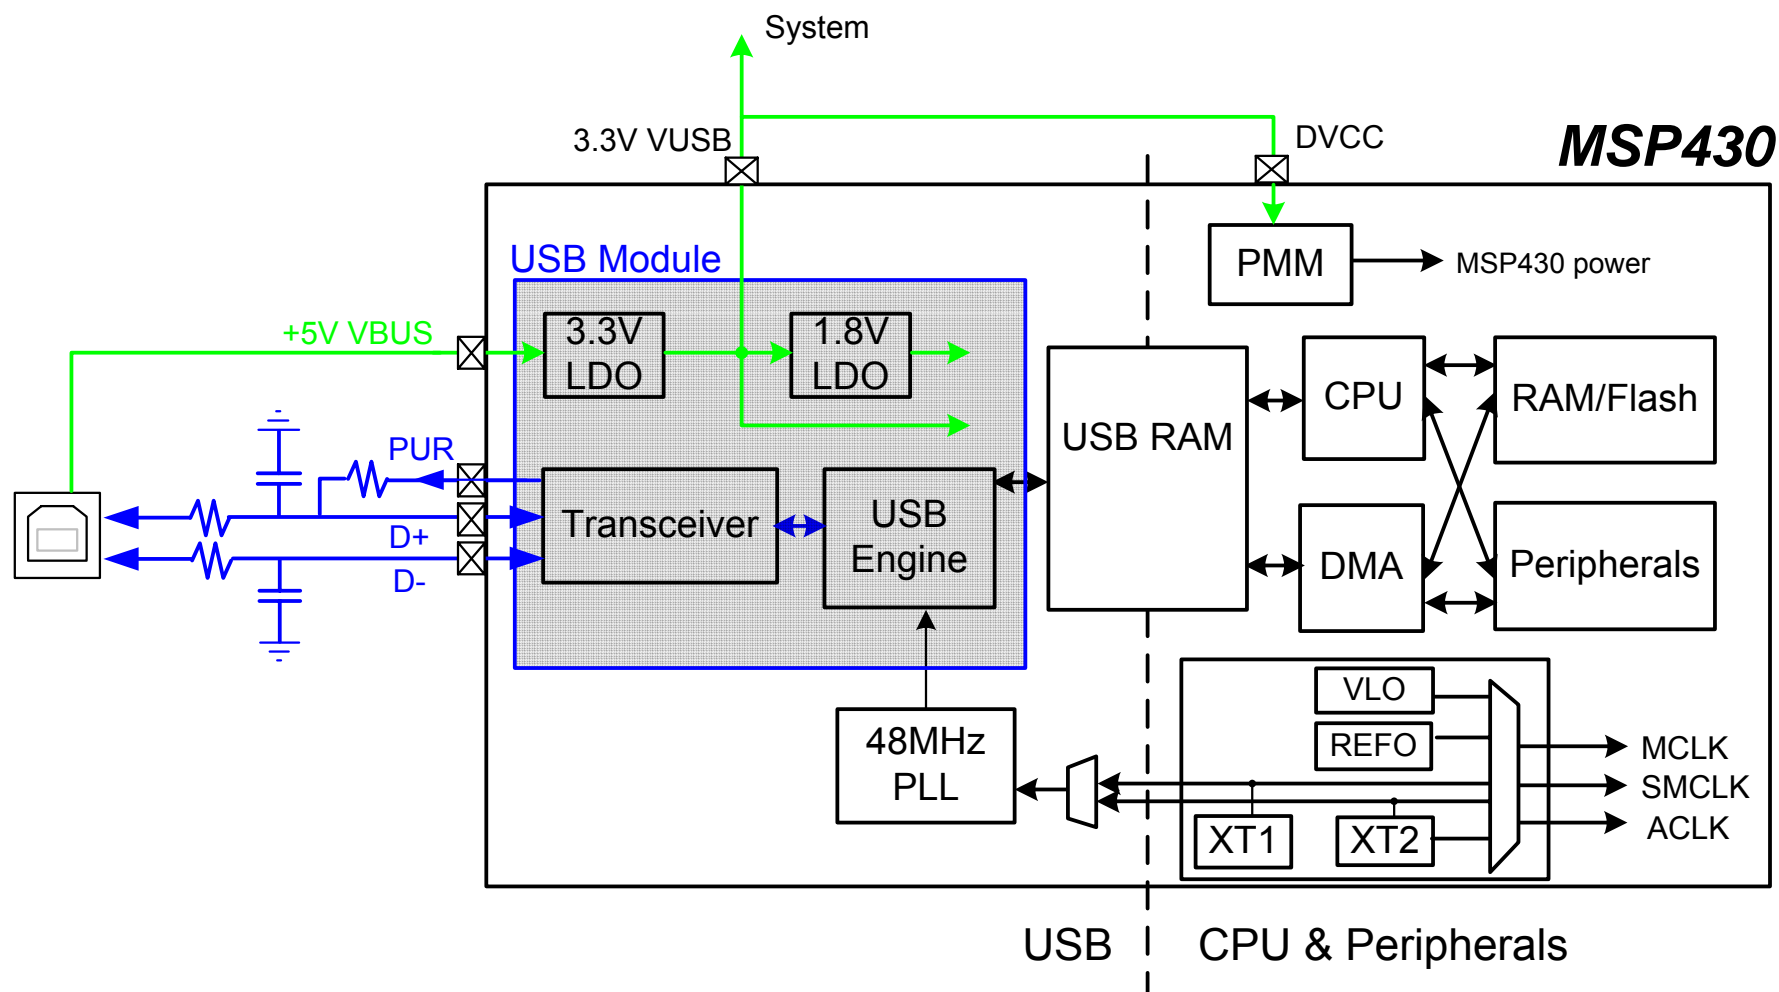 System
3.3V VUSB
DVCC
MSP430
USB Module
PMM
MSP430 power
+5V VBUS
3.3V
LDO
1.8V
LDO
CPU
RAM/Flash
USB RAM
PUR
Transceiver
USB
Engine
D+
D-
DMA
Peripherals
VLO
REFO
48MHz
PLL
MCLK
SMCLK
ACLK
XT1
XT2
USB
CPU & Peripherals